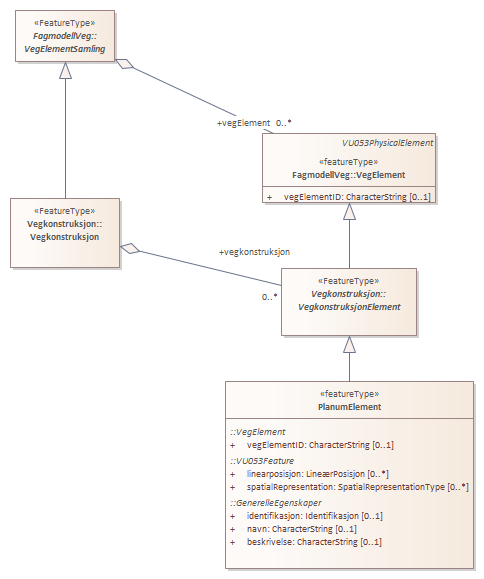 «FeatureType»
FagmodellVeg::
VegElementSamling
+vegElement 0..*
VU053PhysicalElement
«featureType»
FagmodellVeg::VegElement
+ vegElementID: CharacterString [0..1]
«FeatureType»
Vegkonstruksjon::
Vegkonstruksjon
+vegkonstruksjon
0..*
«FeatureType»
Vegkonstruksjon::
VegkonstruksjonElement
«featureType»
PlanumElement
::VegElement
+ vegElementID: CharacterString [0..1]
::VU053Feature
+ linearposisjon: LineærPosisjon [0..*]
+ spatialRepresentation: SpatialRepresentationType [0..*]
::GenerelleEgenskaper
+ identifikasjon: Identifikasjon [0..1]
+ navn: CharacterString [0..1]
+ beskrivelse: CharacterString [0..1]